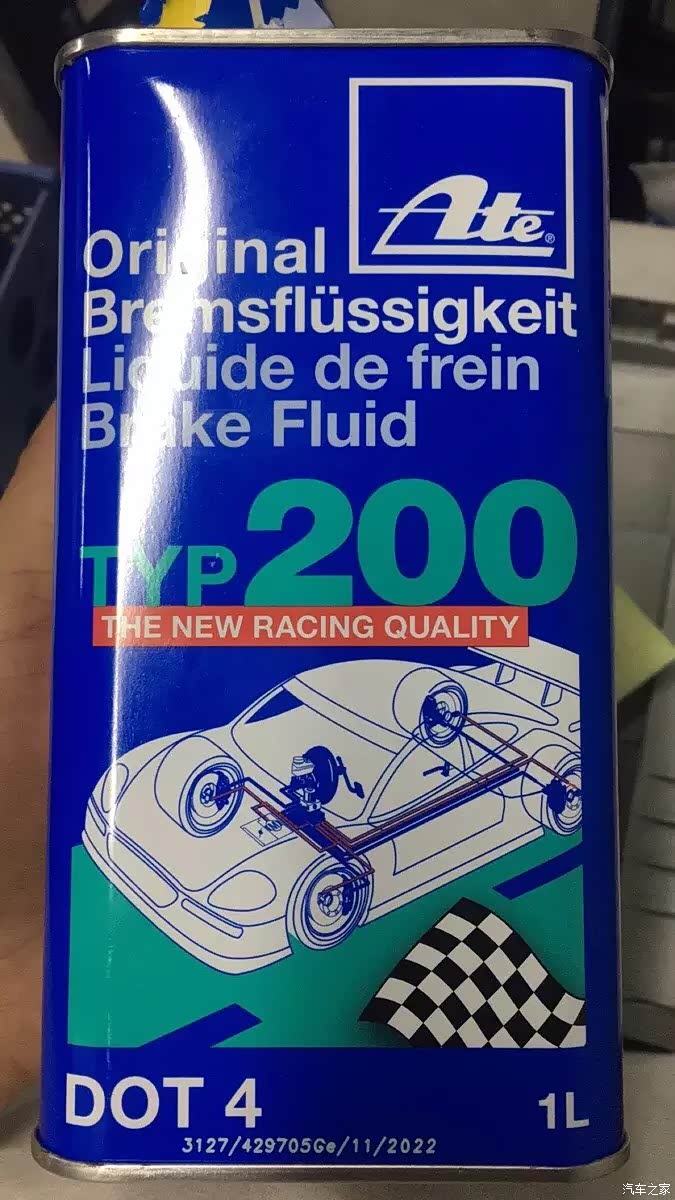 Ate®
Original
Bremsflüssigkeit
Liquide de frein
Brake Fluid
TYP 200
THE NEW RACING QUALITY
DOT 4
1L
3127/429705Ge/11/2022
汽车之家